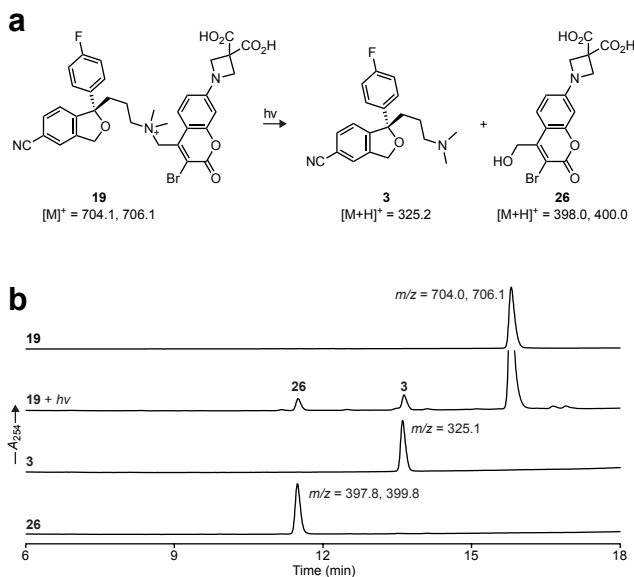 a
HO₂C
CO₂H
F
N
N⁺
O
NC
Br
O
O
19
[M]⁺ = 704.1, 706.1
hv
F
O
N
NC
3
[M+H]⁺ = 325.2
+
HO₂C
CO₂H
N
HO
Br
O
O
26
[M+H]⁺ = 398.0, 400.0
b
m/z = 704.0, 706.1
19
26
3
19 + hv
A₂₅₄
m/z = 325.1
3
m/z = 397.8, 399.8
26
6 9 12 15 18
Time (min)